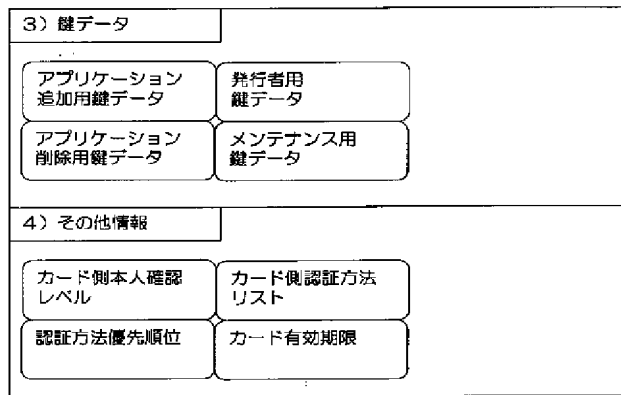 3）鍵データ
アプリケーション
追加用鍵データ
発行者用
鍵データ
アプリケーション
削除用鍵データ
メンテナンス用
鍵データ
4）その他情報
カード側本人確認
レベル
カード側認証方法
リスト
認証方法優先順位
カード有効期限